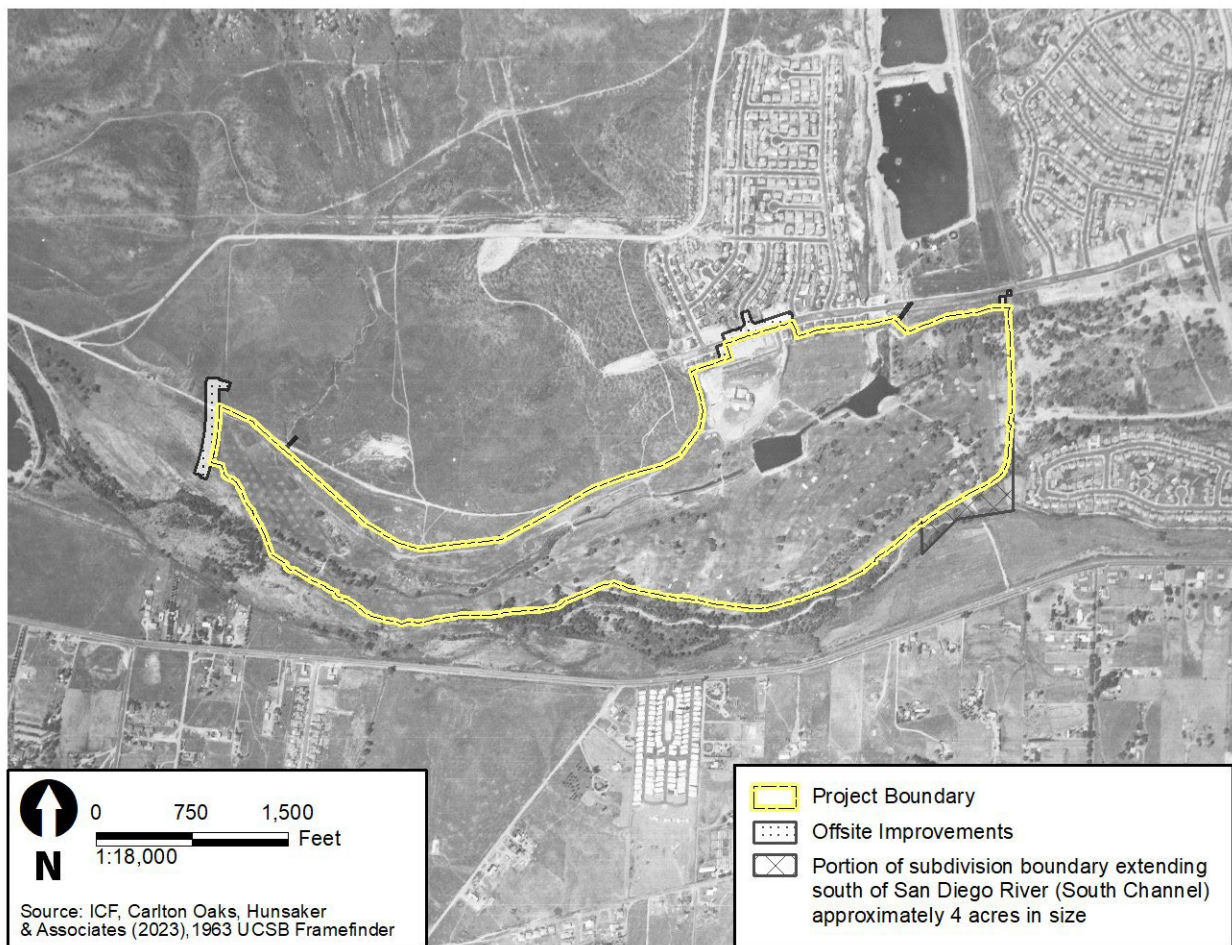 N
0 750 1,500
Feet
1:18,000
Source: ICF, Carlton Oaks, Hunsaker
& Associates (2023),1963 UCSB Framefinder
Project Boundary
Offsite Improvements
Portion of subdivision boundary extending
south of San Diego River (South Channel)
approximately 4 acres in size